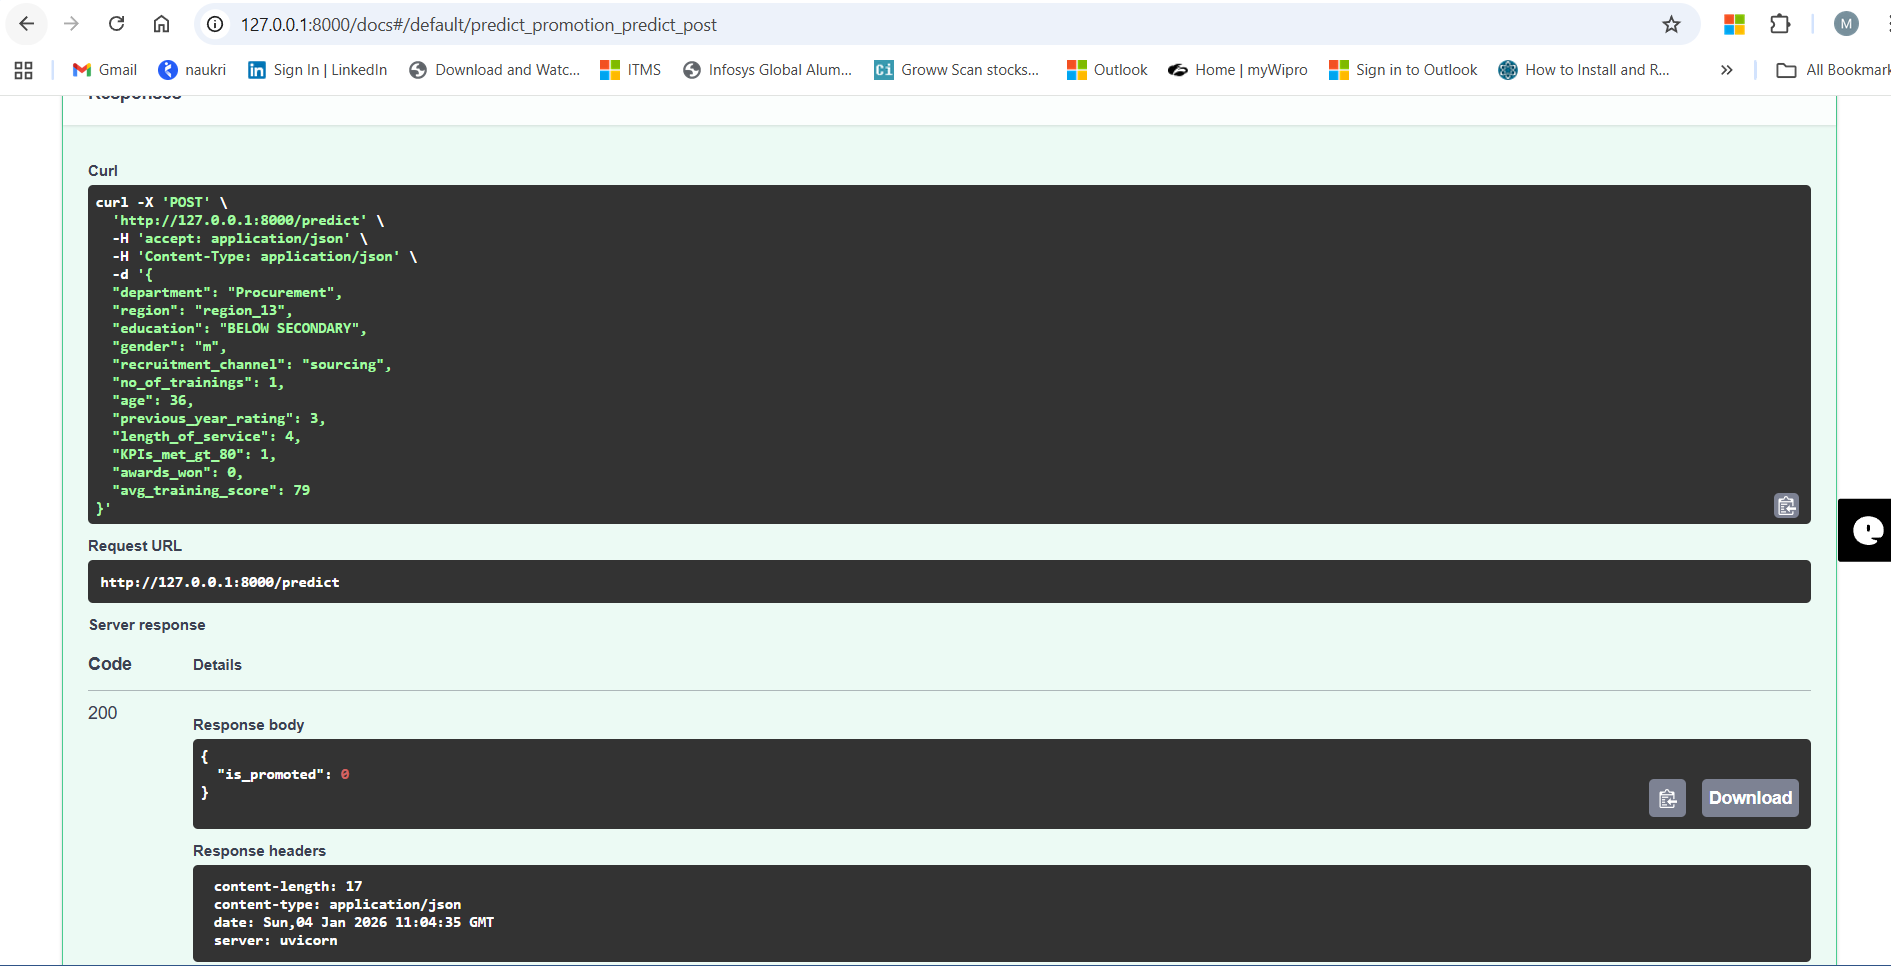 127.0.0.1:8000/docs#/default/predict_promotion_predict_post
M
Gmail
naukri
Sign In | LinkedIn
Download and Watc...
ITMS
Infosys Global Alum...
Ci Groww Scan stocks...
Outlook
Home | myWipro
Sign in to Outlook
How to Install and R...
All Bookmark
Responses
Curl
curl -X 'POST' \
'http://127.0.0.1:8000/predict' \
-H 'accept: application/json' \
-H 'Content-Type: application/json' \
-d '{
"department": "Procurement",
"region": "region_13",
"education": "BELOW SECONDARY",
"gender": "m",
"recruitment_channel": "sourcing",
"no_of_trainings": 1,
"age": 36,
"previous_year_rating": 3,
"length_of_service": 4,
"KPIs_met_gt_80": 1,
"awards_won": 0,
"avg_training_score": 79
}'
Request URL
http://127.0.0.1:8000/predict
Server response
Code Details
200
Response body
{
"is_promoted": 0
}
Download
Response headers
content-length: 17
content-type: application/json
date: Sun,04 Jan 2026 11:04:35 GMT
server: uvicorn